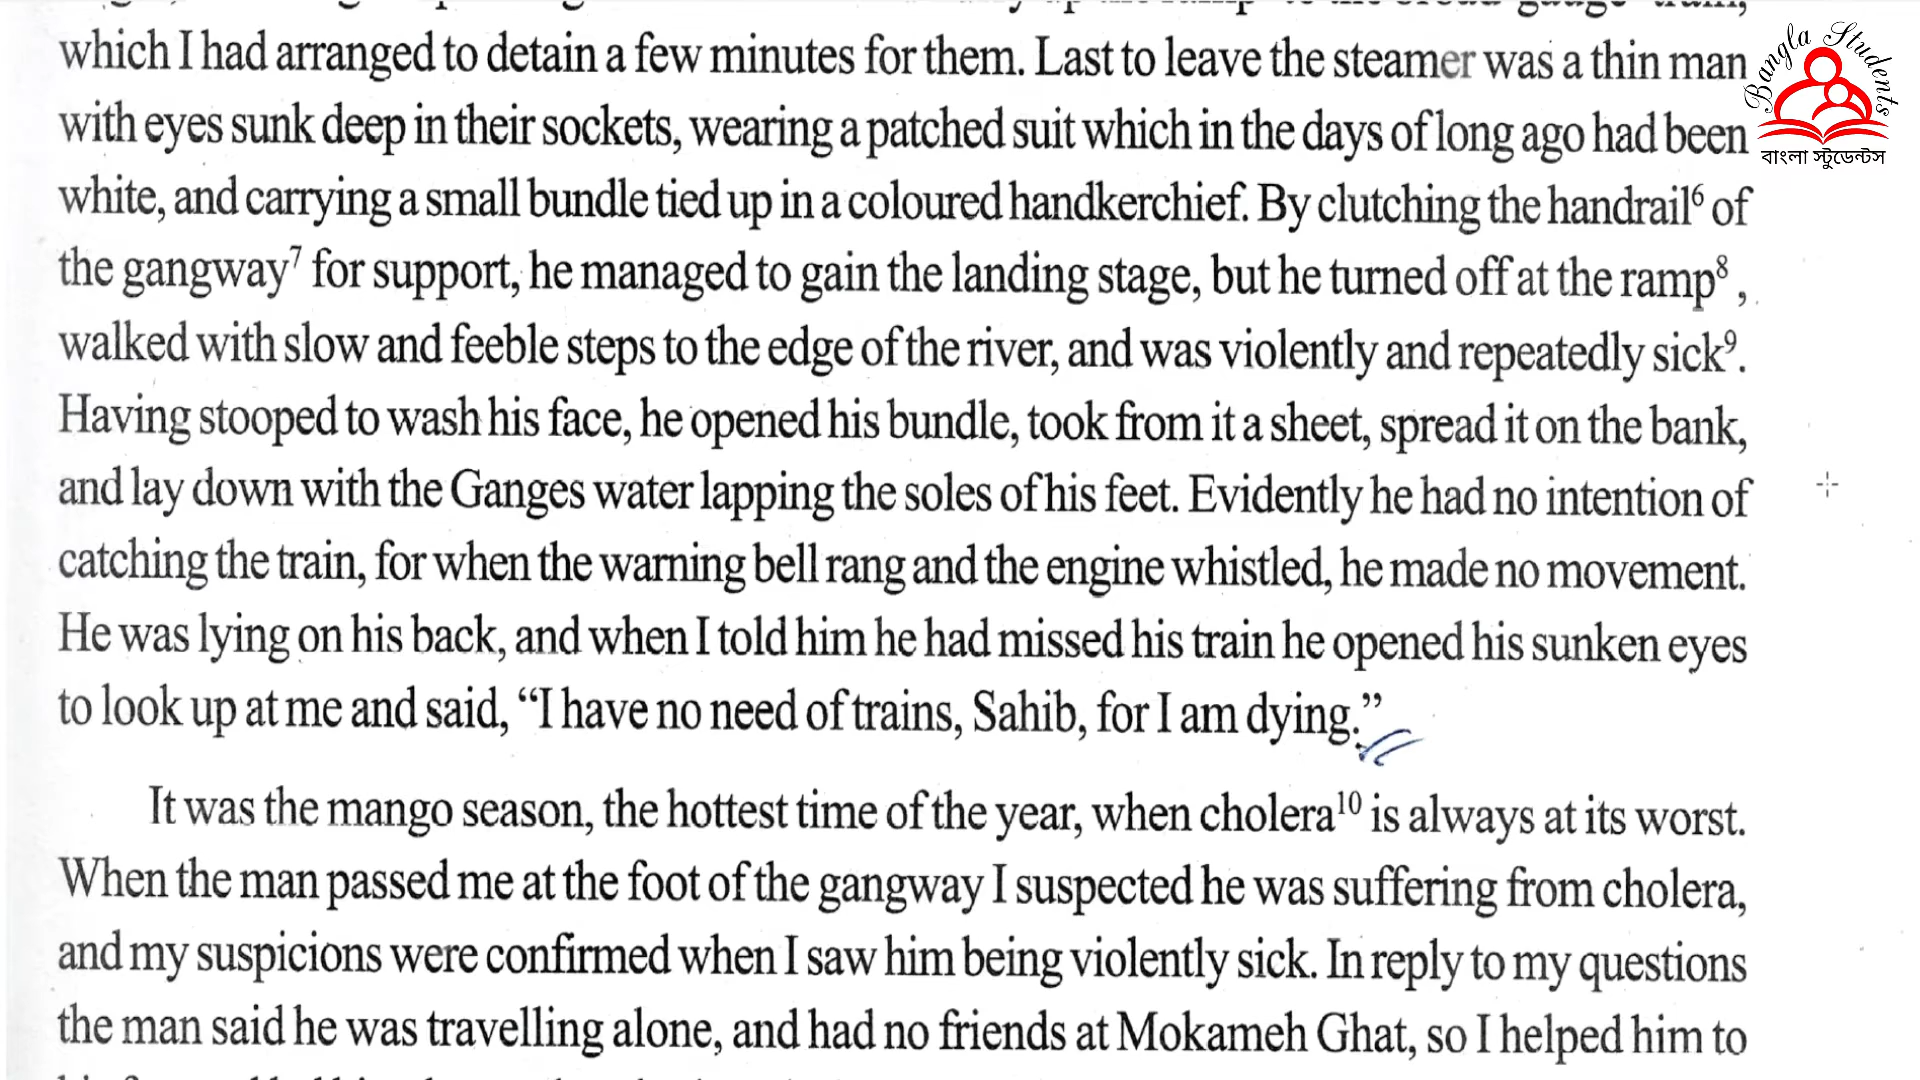 which I had arranged to detain a few minutes for them. Last to leave the steamer was a thin man
with eyes sunk deep in their sockets, wearing a patched suit which in the days of long ago had been
white, and carrying a small bundle tied up in a coloured handkerchief. By clutching the handrail⁶ of
the gangway⁷ for support, he managed to gain the landing stage, but he turned off at the ramp⁸,
walked with slow and feeble steps to the edge of the river, and was violently and repeatedly sick⁹.
Having stooped to wash his face, he opened his bundle, took from it a sheet, spread it on the bank,
and lay down with the Ganges water lapping the soles of his feet. Evidently he had no intention of
catching the train, for when the warning bell rang and the engine whistled, he made no movement.
He was lying on his back, and when I told him he had missed his train he opened his sunken eyes
to look up at me and said, “I have no need of trains, Sahib, for I am dying.”
It was the mango season, the hottest time of the year, when cholera¹⁰ is always at its worst.
When the man passed me at the foot of the gangway I suspected he was suffering from cholera,
and my suspicions were confirmed when I saw him being violently sick. In reply to my questions
the man said he was travelling alone, and had no friends at Mokameh Ghat, so I helped him to
Bangla Students
বাংলা স্টুডেন্টস